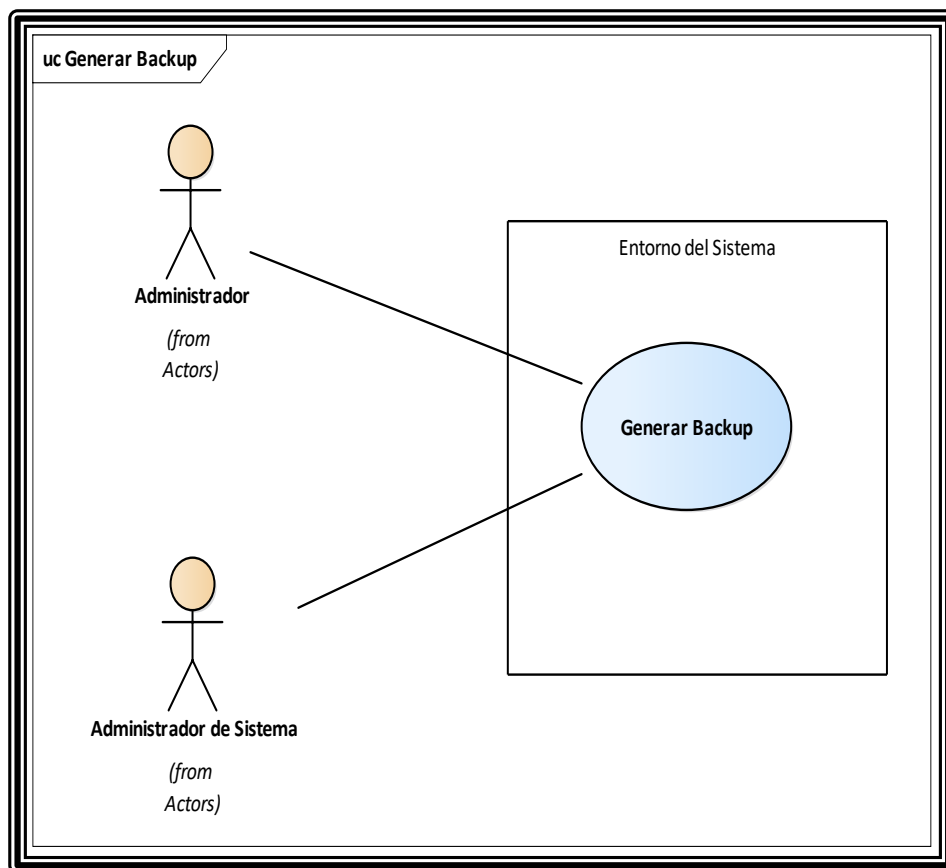 uc Generar Backup
Administrador
(from
Actors)
Entorno del Sistema
Generar Backup
Administrador de Sistema
(from
Actors)